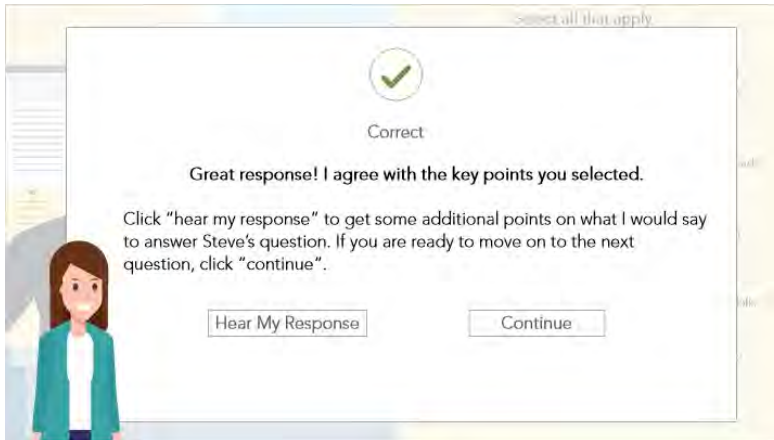 Select all that apply.
Correct
Great response! I agree with the key points you selected.
Click "hear my response" to get some additional points on what I would say
to answer Steve's question. If you are ready to move on to the next
question, click "continue".
Hear My Response
Continue